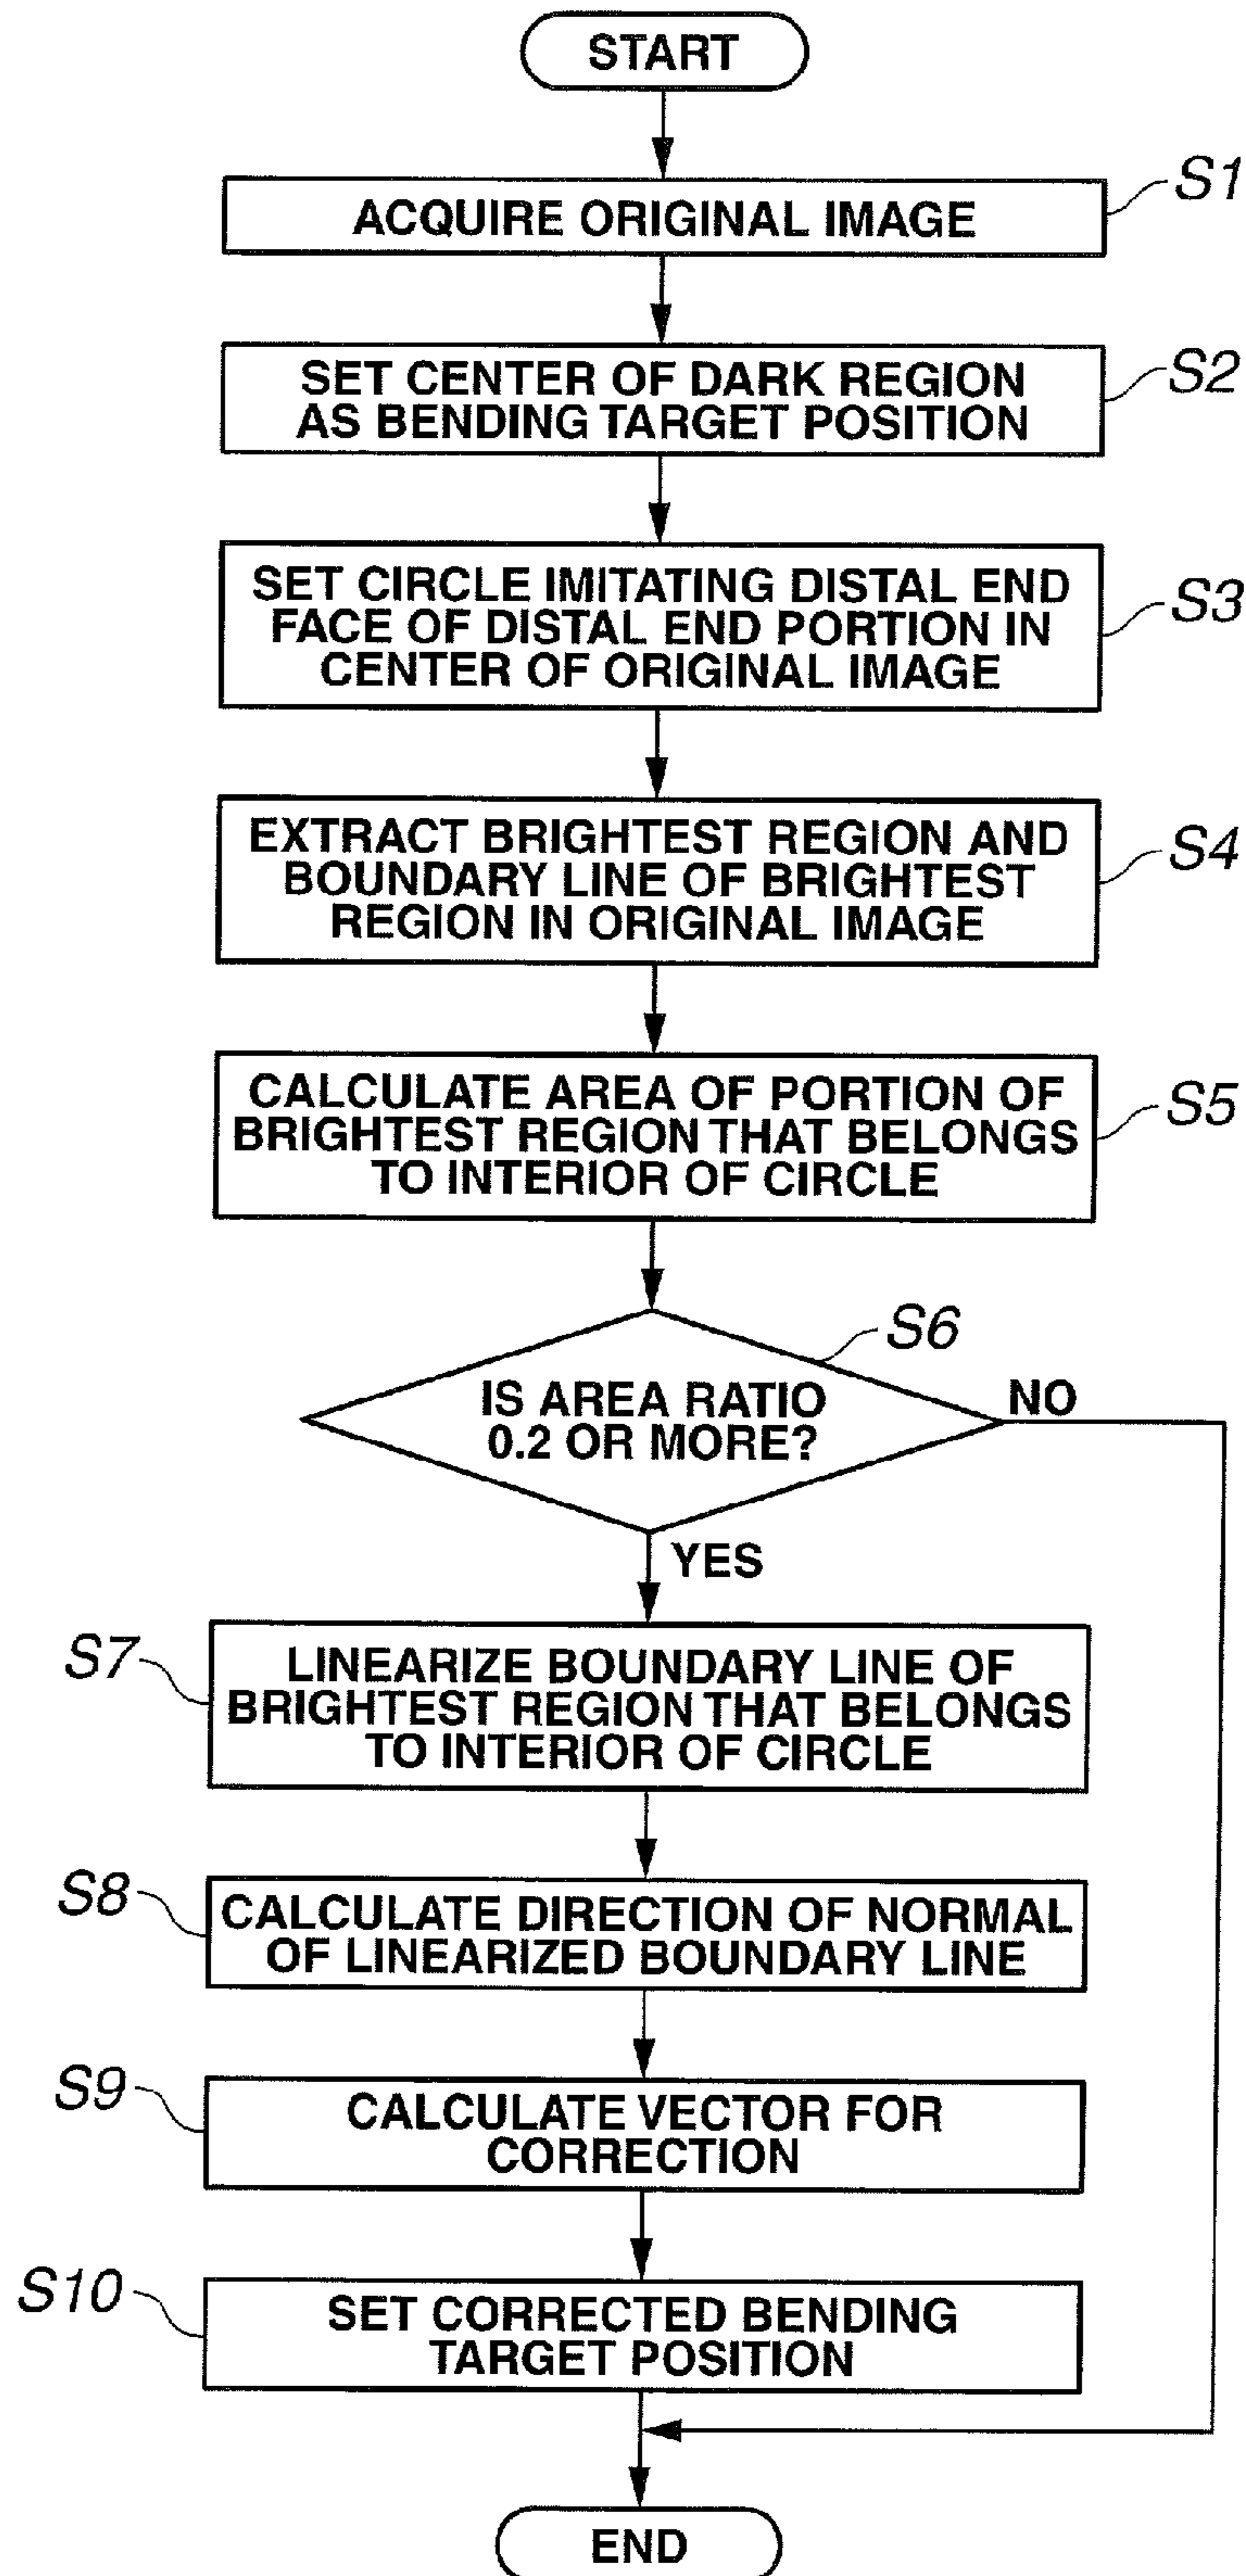 START
S1
ACQUIRE ORIGINAL IMAGE
S2
SET CENTER OF DARK REGION
AS BENDING TARGET POSITION
S3
SET CIRCLE IMITATING DISTAL END
FACE OF DISTAL END PORTION IN
CENTER OF ORIGINAL IMAGE
S4
EXTRACT BRIGHTEST REGION AND
BOUNDARY LINE OF BRIGHTEST
REGION IN ORIGINAL IMAGE
S5
CALCULATE AREA OF PORTION OF
BRIGHTEST REGION THAT BELONGS
TO INTERIOR OF CIRCLE
S6
IS AREA RATIO
0.2 OR MORE?
NO
YES
S7
LINEARIZE BOUNDARY LINE OF
BRIGHTEST REGION THAT BELONGS
TO INTERIOR OF CIRCLE
S8
CALCULATE DIRECTION OF NORMAL
OF LINEARIZED BOUNDARY LINE
S9
CALCULATE VECTOR FOR
CORRECTION
S10
SET CORRECTED BENDING
TARGET POSITION
END